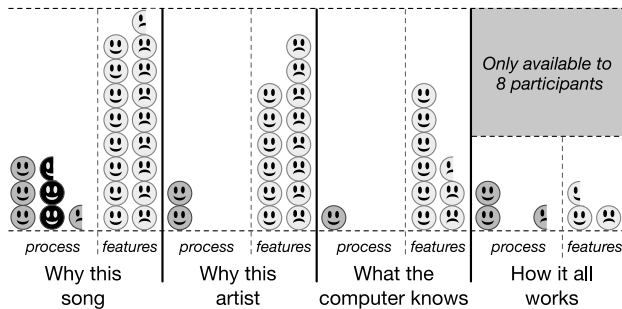 Only available to
8 participants
process features process features process features process features
Why this
song
Why this
artist
What the
computer knows
How it all
works